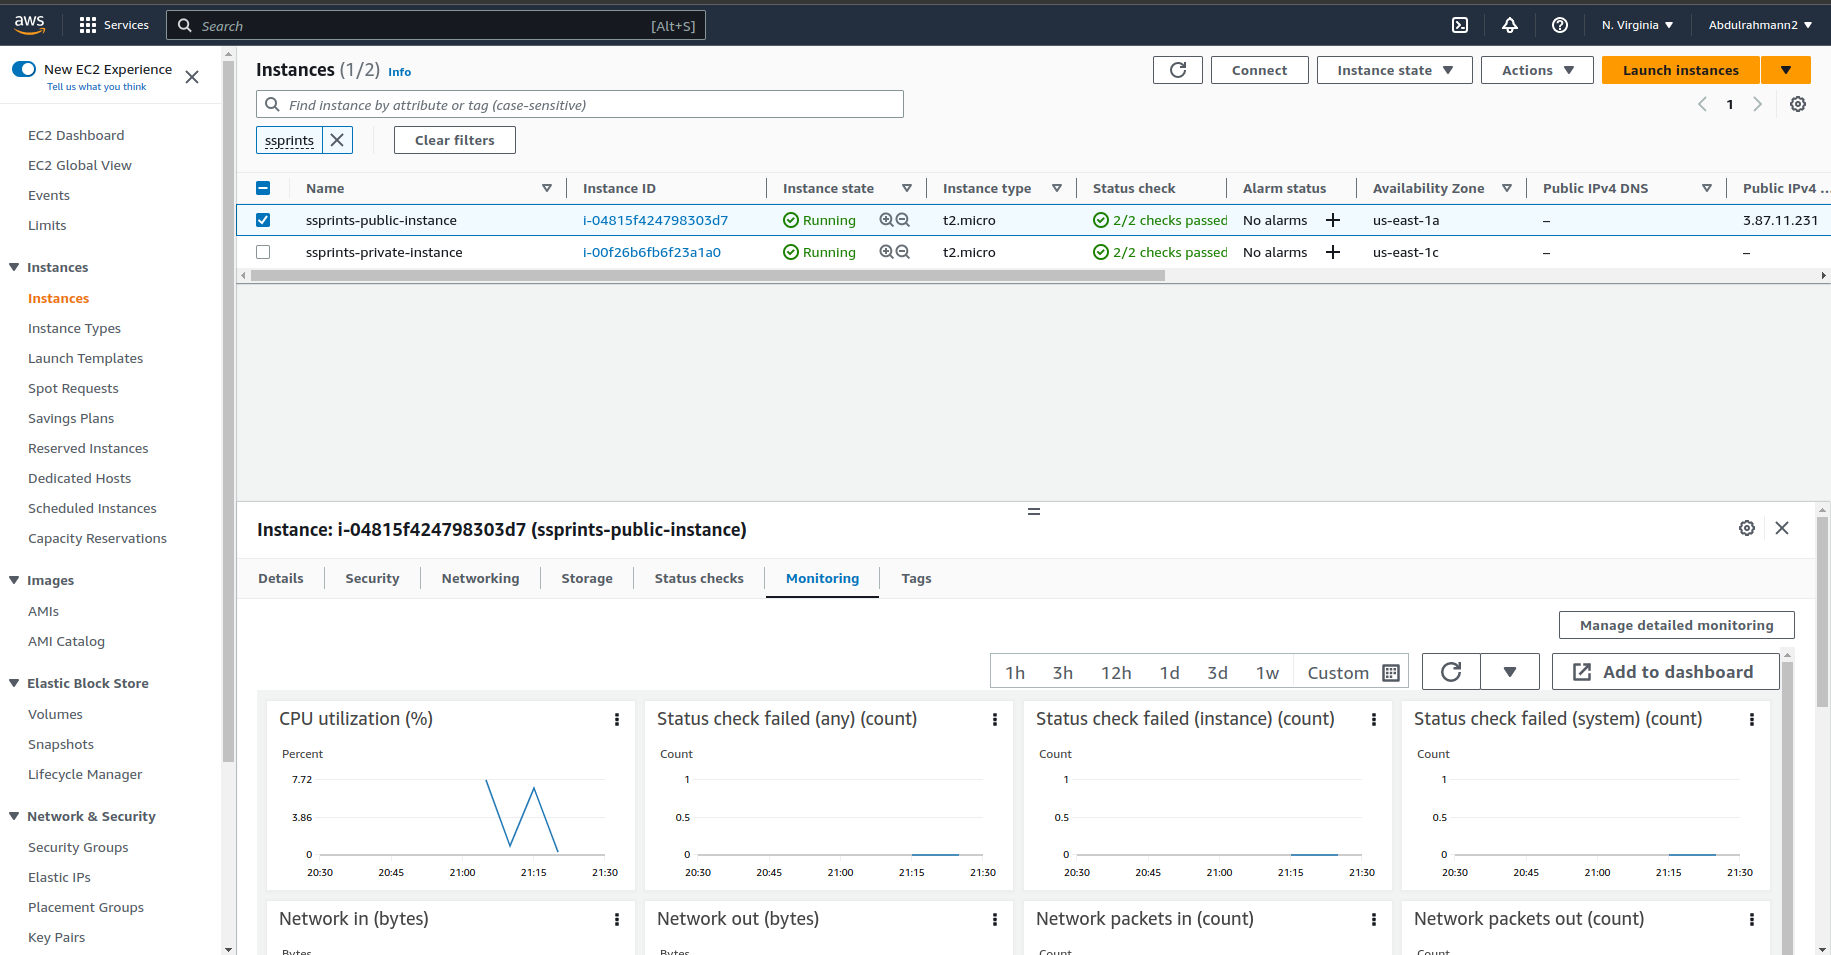 aws Services Search [Alt+S] N. Virginia Abdulrahmann2
New EC2 Experience
Tell us what you think
EC2 Dashboard
EC2 Global View
Events
Limits
Instances
Instances
Instance Types
Launch Templates
Spot Requests
Savings Plans
Reserved Instances
Dedicated Hosts
Scheduled Instances
Capacity Reservations
Images
AMIs
AMI Catalog
Elastic Block Store
Volumes
Snapshots
Lifecycle Manager
Network & Security
Security Groups
Elastic IPs
Placement Groups
Key Pairs
Instances (1/2) Info Connect Instance state Actions Launch instances
Find instance by attribute or tag (case-sensitive) 1
ssprints Clear filters
Name Instance ID Instance state Instance type Status check Alarm status Availability Zone Public IPv4 DNS Public IPv4 ...
ssprints-public-instance i-04815f424798303d7 Running t2.micro 2/2 checks passed No alarms + us-east-1a – 3.87.11.231
ssprints-private-instance i-00f26b6fb6f23a1a0 Running t2.micro 2/2 checks passed No alarms + us-east-1c – –
Instance: i-04815f424798303d7 (ssprints-public-instance)
Details Security Networking Storage Status checks Monitoring Tags
Manage detailed monitoring
1h 3h 12h 1d 3d 1w Custom Add to dashboard
CPU utilization (%)
Percent
7.72
3.86
0
20:30 20:45 21:00 21:15 21:30
Status check failed (any) (count)
Count
1
0.5
0
20:30 20:45 21:00 21:15 21:30
Status check failed (instance) (count)
Count
1
0.5
0
20:30 20:45 21:00 21:15 21:30
Status check failed (system) (count)
Count
1
0.5
0
20:30 20:45 21:00 21:15 21:30
Network in (bytes)
Bytes
Network out (bytes)
Bytes
Network packets in (count)
Count
Network packets out (count)
Count